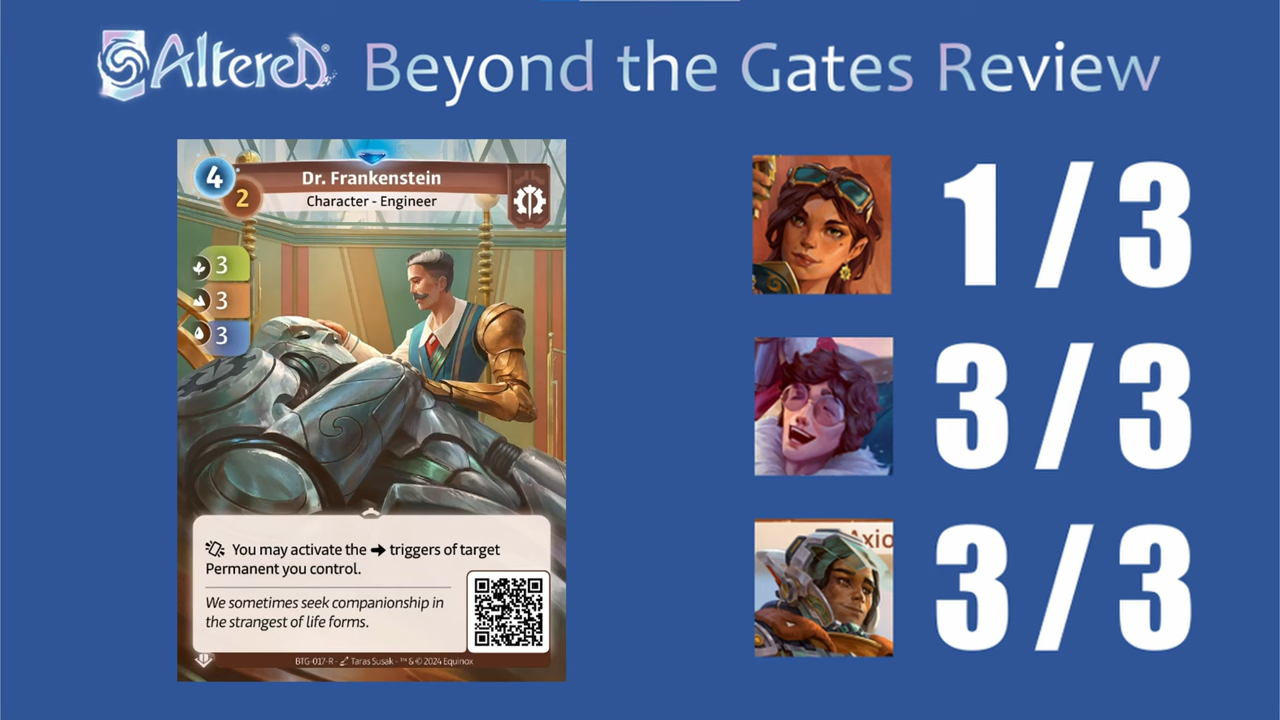 Altered® Beyond the Gates Review
4
2
Dr. Frankenstein
Character - Engineer
3
3
3
You may activate the ➔ triggers of target
Permanent you control.
We sometimes seek companionship in
the strangest of life forms.
BTG-017-R - Taras Susak - ™ & © 2024 Equinox
1 / 3
3 / 3
Axio
3 / 3